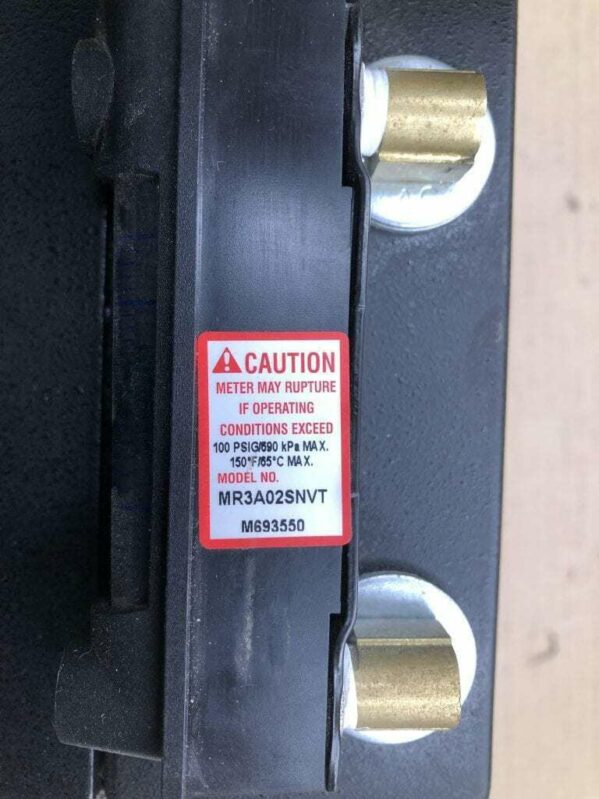 CAUTION
METER MAY RUPTURE
IF OPERATING
CONDITIONS EXCEED
100 PSIG/690 kPa MAX.
150°F/65°C MAX.
MODEL NO.
MR3A02SNVT
M693550